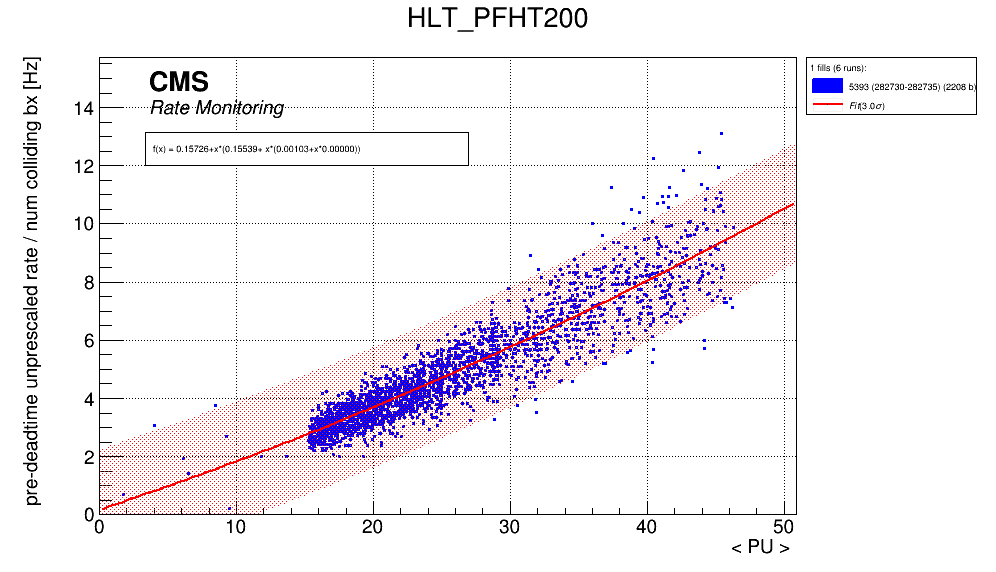 HLT_PFHT200
pre-deadtime unprescaled rate / num colliding bx [Hz]
CMS
Rate Monitoring
f(x) = 0.15726+x*(0.15539+ x*(0.00103+x*0.00000))
14
12
10
8
6
4
2
0
0 10 20 30 40 50
< PU >
1 fills (6 runs):
5393 (282730-282735) (2208 b)
Fit(3.0σ)